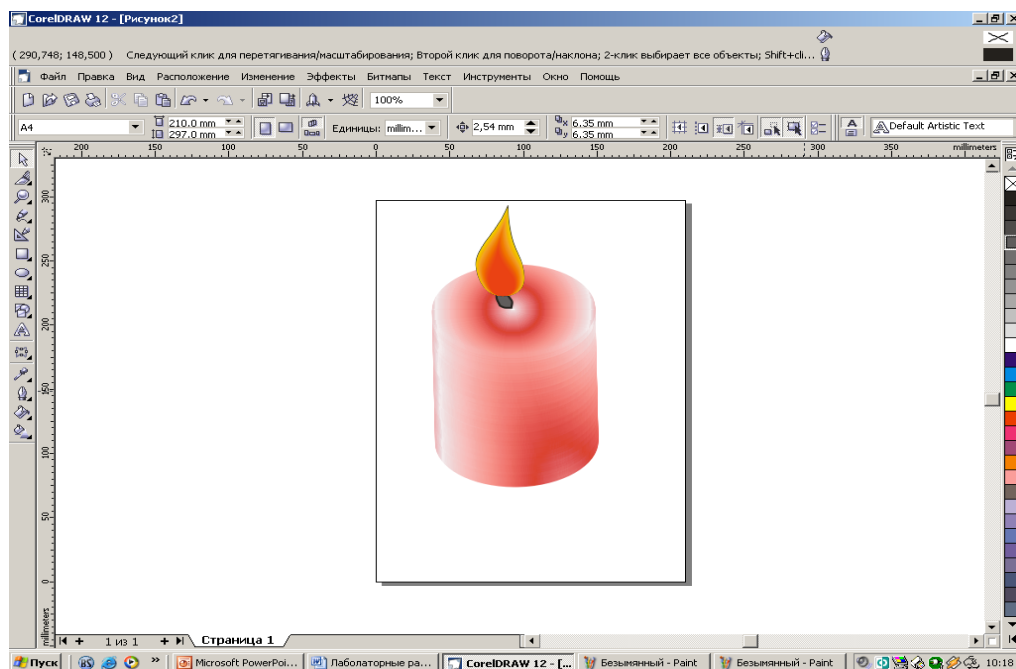 CorelDRAW 12 - [Рисунок2]
( 290,748; 148,500 ) Следующий клик для перетягивания/масштабирования; Второй клик для поворота/наклона; 2-клик выбирает все объекты; Shift+cli...
Файл Правка Вид Расположение Изменение Эффекты Битмапы Текст Инструменты Окно Помощь
100%
A4 210.0 mm 297.0 mm Единицы: millim... 2,54 mm x 6.35 mm y 6.35 mm Default Artistic Text
200 150 100 50 0 50 100 150 200 250 300 350 millimeters
300
250
200
150
100
50
0
millimeters
1 из 1 Страница 1
Пуск » Microsoft PowerPoi... Лаболаторные ра... CorelDRAW 12 - [... Безымянный - Paint Безымянный - Paint 10:18